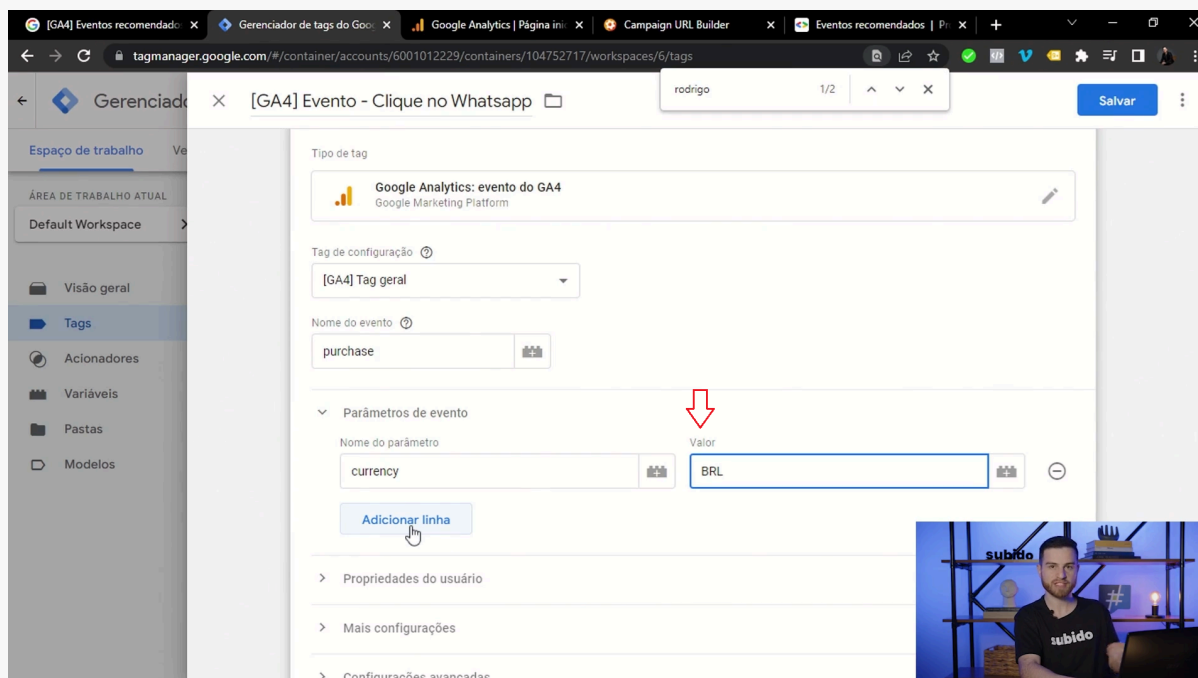 [GA4] Eventos recomendado
Gerenciador de tags do Goo
Google Analytics | Página ini
Campaign URL Builder
Eventos recomendados | Pr
tagmanager.google.com/#/container/accounts/6001012229/containers/104752717/workspaces/6/tags
rodrigo 1/2
Gerenciado
[GA4] Evento - Clique no Whatsapp
Salvar
Espaço de trabalho Ve
ÁREA DE TRABALHO ATUAL
Default Workspace
Visão geral
Tags
Acionadores
Variáveis
Pastas
Modelos
Tipo de tag
Google Analytics: evento do GA4
Google Marketing Platform
Tag de configuração
[GA4] Tag geral
Nome do evento
purchase
Parâmetros de evento
Nome do parâmetro Valor
currency BRL
Adicionar linha
Propriedades do usuário
Mais configurações
Configurações avançadas
subido
#
subido